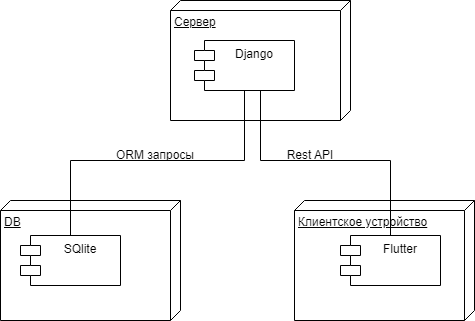 Сервер
Django
ORM запросы
Rest API
DB
SQlite
Клиентское устройство
Flutter